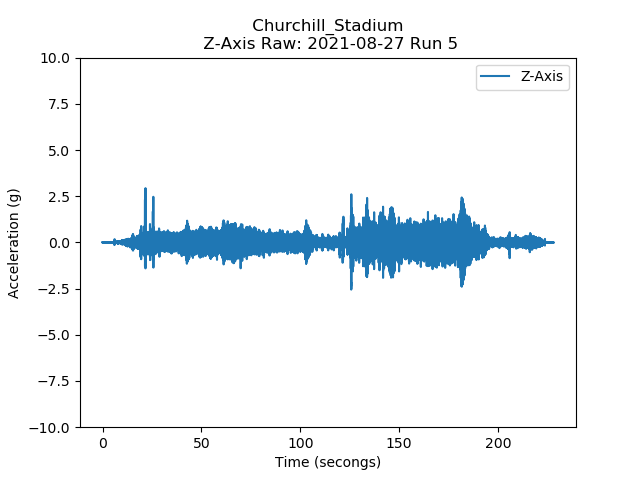 Churchill_Stadium
Z-Axis Raw: 2021-08-27 Run 5
Z-Axis
10.0
7.5
5.0
2.5
0.0
−2.5
−5.0
−7.5
−10.0
Acceleration (g)
0
50
100
150
200
Time (secongs)